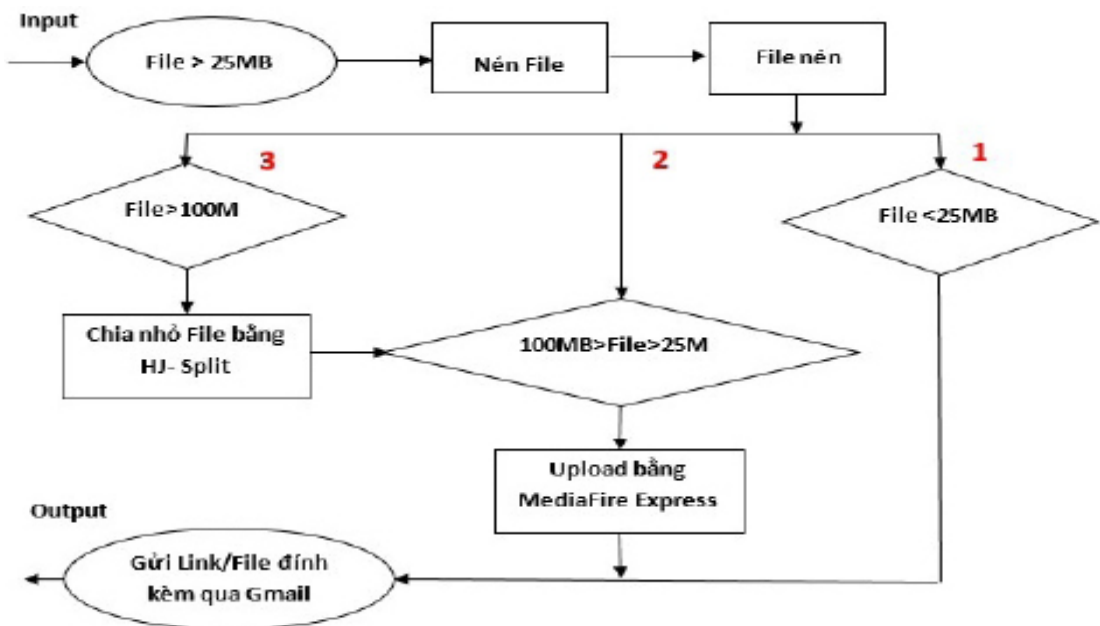 Input
File > 25MB
Nén File
File nén
3
2
1
File>100M
File <25MB
Chia nhỏ File bằng
HJ- Split
100MB>File>25M
Upload bằng
MediaFire Express
Output
Gửi Link/File đính
kèm qua Gmail